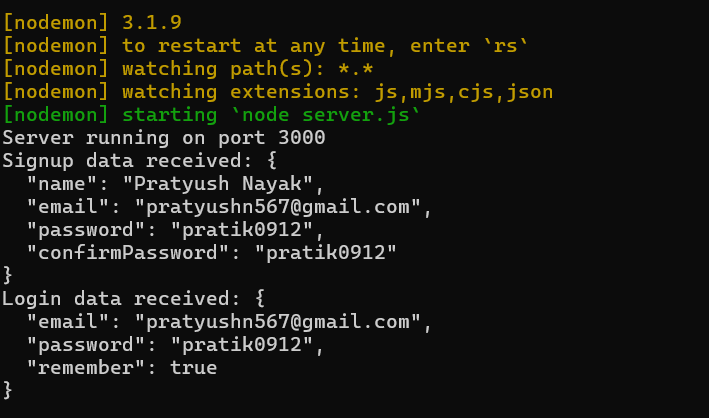 [nodemon] 3.1.9
[nodemon] to restart at any time, enter `rs`
[nodemon] watching path(s): *.*
[nodemon] watching extensions: js,mjs,cjs,json
[nodemon] starting `node server.js`
Server running on port 3000
Signup data received: {
  "name": "Pratyush Nayak",
  "email": "pratyushn567@gmail.com",
  "password": "pratik0912",
  "confirmPassword": "pratik0912"
}
Login data received: {
  "email": "pratyushn567@gmail.com",
  "password": "pratik0912",
  "remember": true
}